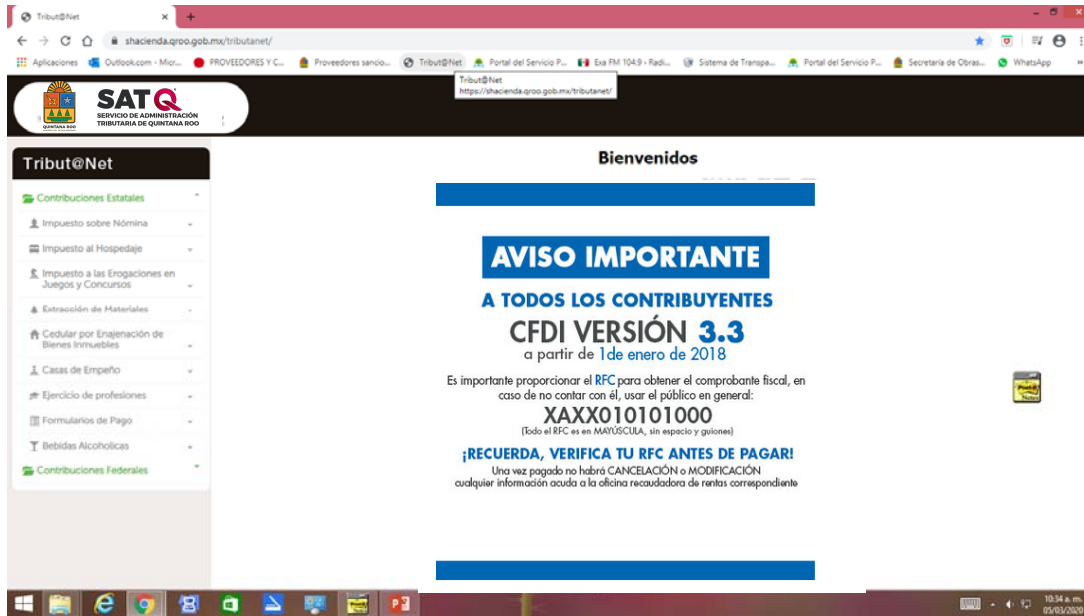 Tribut@Net
shacienda.qroo.gob.mx/tributanet/
Aplicaciones
Outlook.com - Micr...
PROVEEDORES Y C...
Proveedores sancio...
Tribut@Net
Portal del Servicio P...
Exa FM 104.9 - Radi...
Sistema de Transpa...
Portal del Servicio P...
Secretaría de Obras...
WhatsApp
Tribut@Net
https://shacienda.qroo.gob.mx/tributanet/
QUINTANA ROO
SATQ
SERVICIO DE ADMINISTRACIÓN
TRIBUTARIA DE QUINTANA ROO
Tribut@Net
Contribuciones Estatales
Impuesto sobre Nómina
Impuesto al Hospedaje
Impuesto a las Erogaciones en
Juegos y Concursos
Extracción de Materiales
Cedular por Enajenación de
Bienes Inmuebles
Casas de Empeño
Ejercicio de profesiones
Formularios de Pago
Bebidas Alcoholicas
Contribuciones Federales
Bienvenidos
AVISO IMPORTANTE
A TODOS LOS CONTRIBUYENTES
CFDI VERSIÓN 3.3
a partir de 1de enero de 2018
Es importante proporcionar el RFC para obtener el comprobante fiscal, en
caso de no contar con él, usar el público en general:
XAXX010101000
(Todo el RFC es en MAYÚSCULA, sin espacio y guiones)
¡RECUERDA, VERIFICA TU RFC ANTES DE PAGAR!
Una vez pagado no habrá CANCELACIÓN o MODIFICACIÓN
cualquier información acuda a la oficina recaudadora de rentas correspondiente
Post-it
Notes
10:34 a. m.
05/03/2020